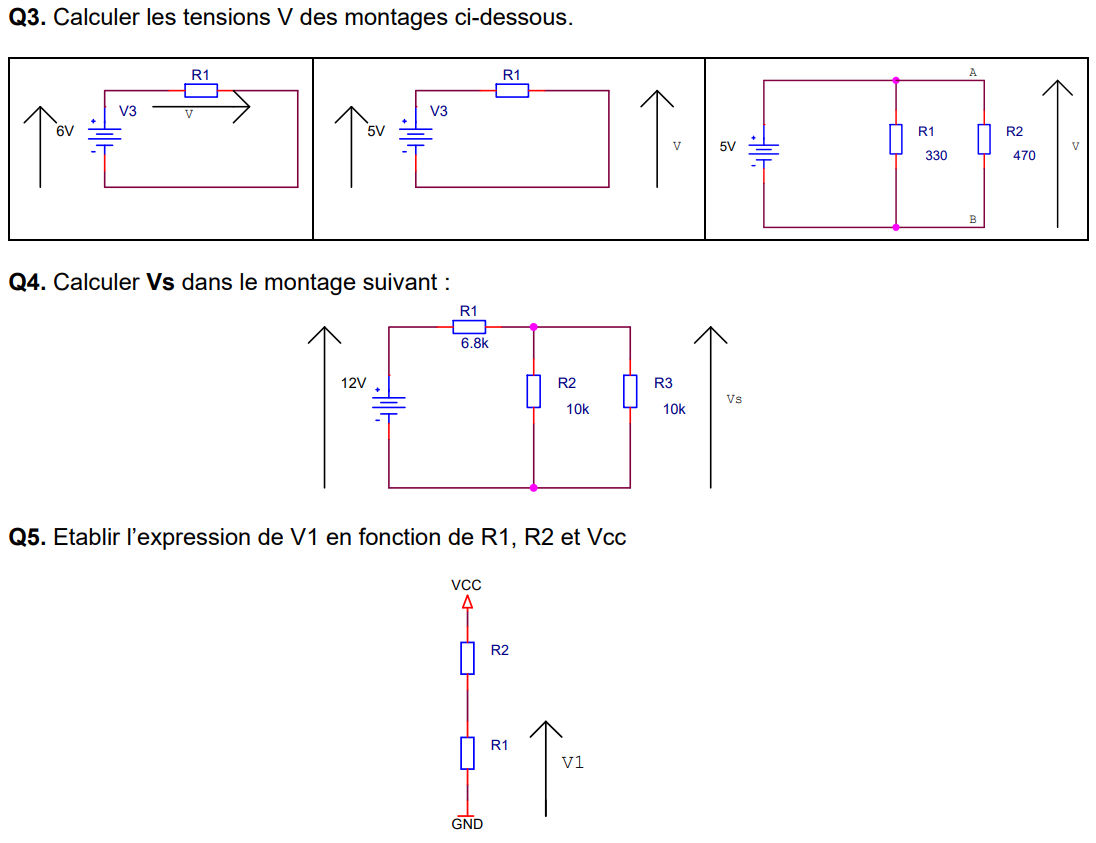 Q3. Calculer les tensions V des montages ci-dessous.
R1
V
6V
V3
+
-
R1
5V
V3
+
-
V
A
5V
+
-
R1
330
R2
470
V
B
Q4. Calculer Vs dans le montage suivant :
R1
6.8k
12V
+
-
R2
10k
R3
10k
Vs
Q5. Etablir l'expression de V1 en fonction de R1, R2 et Vcc
VCC
R2
R1
V1
GND